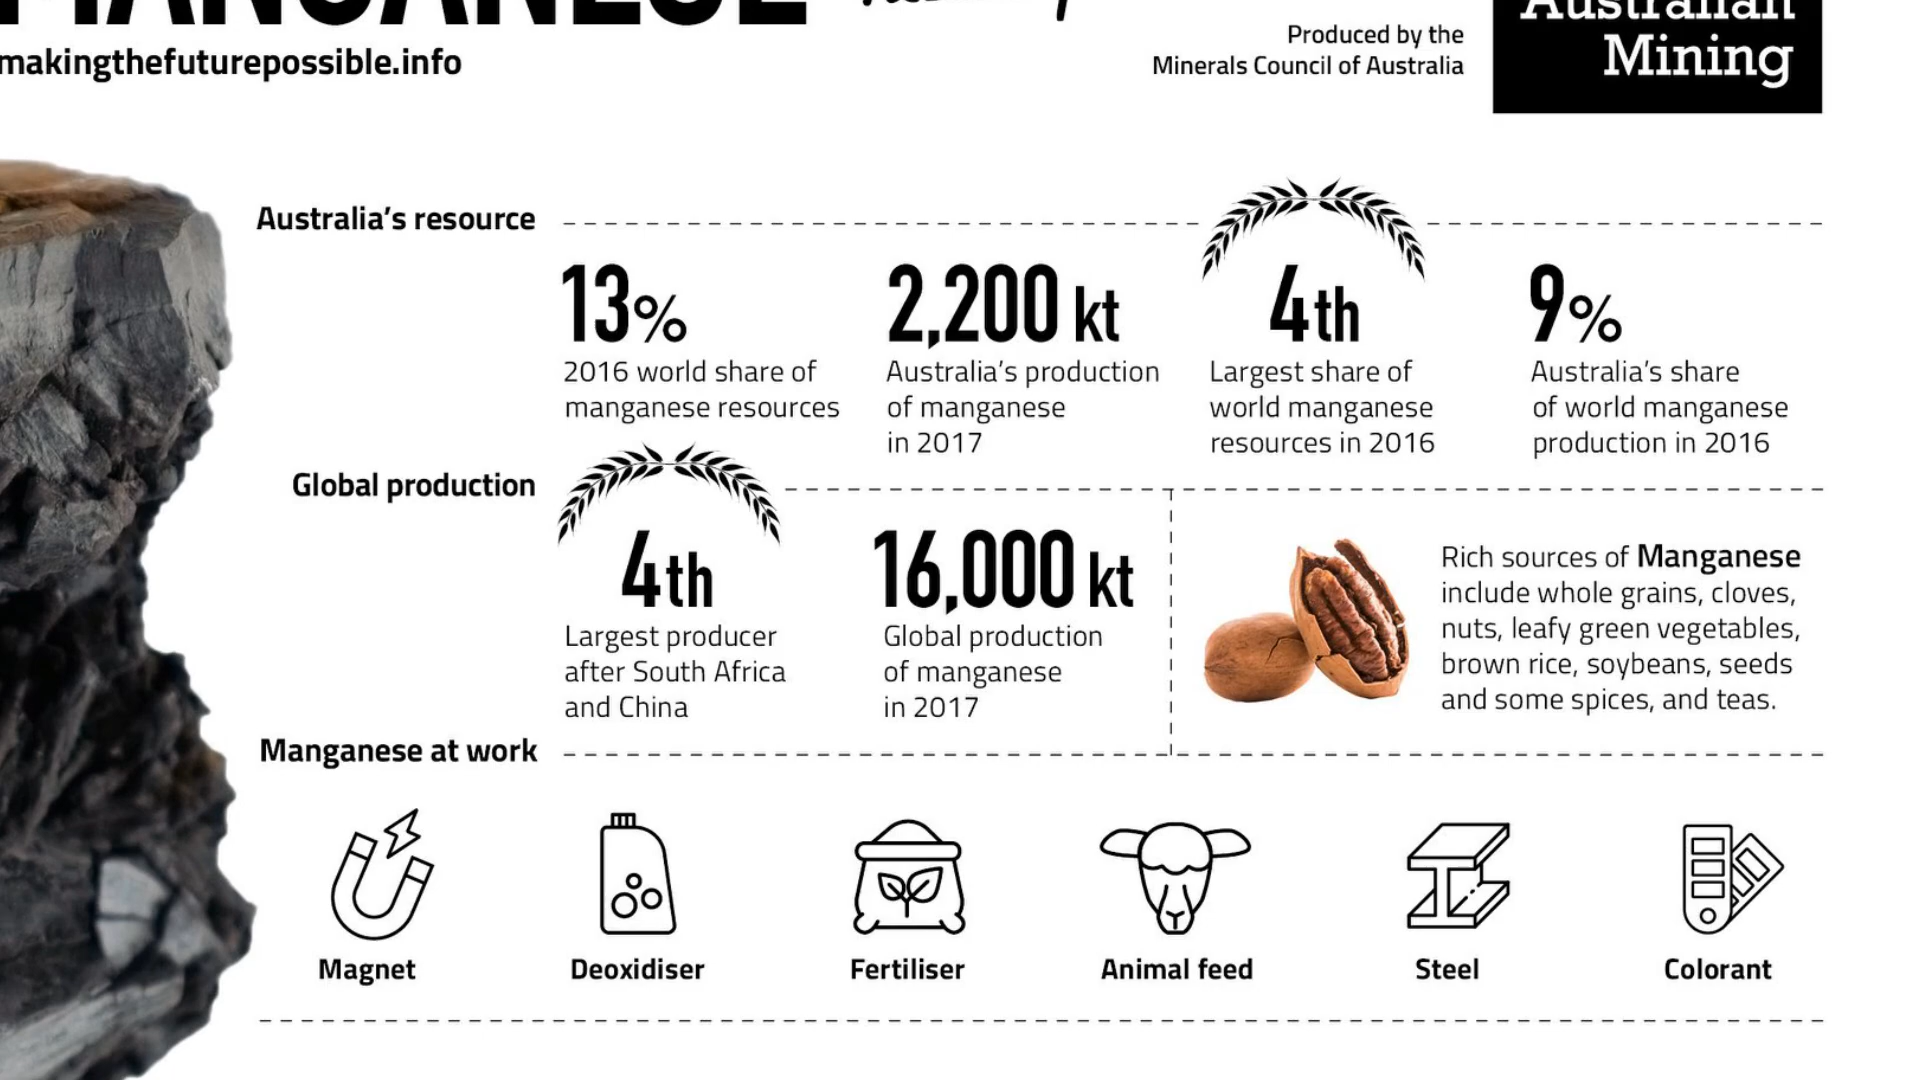 MANGANESE
makingthefuturepossible.info
Produced by the
Minerals Council of Australia
Australian
Mining
Australia's resource
13%
2016 world share of
manganese resources
2,200 kt
Australia's production
of manganese
in 2017
4th
Largest share of
world manganese
resources in 2016
9%
Australia's share
of world manganese
production in 2016
Global production
4th
Largest producer
after South Africa
and China
16,000 kt
Global production
of manganese
in 2017
Rich sources of Manganese
include whole grains, cloves,
nuts, leafy green vegetables,
brown rice, soybeans, seeds
and some spices, and teas.
Manganese at work
Magnet
Deoxidiser
Fertiliser
Animal feed
Steel
Colorant